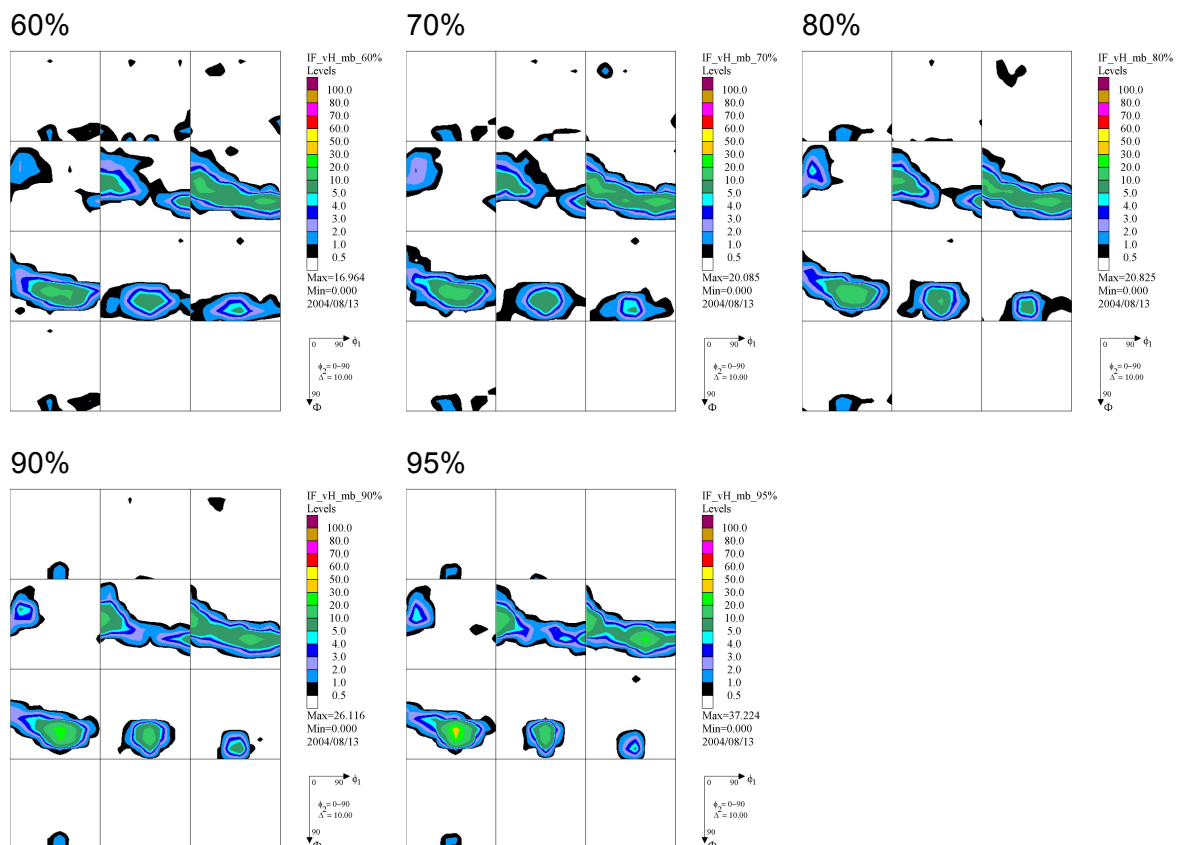 60%
IF_vH_mb_60%
Levels
100.0
80.0
70.0
60.0
50.0
30.0
20.0
10.0
5.0
4.0
3.0
2.0
1.0
0.5
Max=16.964
Min=0.000
2004/08/13
0 90 ϕ1
ϕ2 = 0–90
Δ = 10.00
90
Φ
70%
IF_vH_mb_70%
Levels
100.0
80.0
70.0
60.0
50.0
30.0
20.0
10.0
5.0
4.0
3.0
2.0
1.0
0.5
Max=20.085
Min=0.000
2004/08/13
0 90 ϕ1
ϕ2 = 0–90
Δ = 10.00
90
Φ
80%
IF_vH_mb_80%
Levels
100.0
80.0
70.0
60.0
50.0
30.0
20.0
10.0
5.0
4.0
3.0
2.0
1.0
0.5
Max=20.825
Min=0.000
2004/08/13
0 90 ϕ1
ϕ2 = 0–90
Δ = 10.00
90
Φ
90%
IF_vH_mb_90%
Levels
100.0
80.0
70.0
60.0
50.0
30.0
20.0
10.0
5.0
4.0
3.0
2.0
1.0
0.5
Max=26.116
Min=0.000
2004/08/13
0 90 ϕ1
ϕ2 = 0–90
Δ = 10.00
90
Φ
95%
IF_vH_mb_95%
Levels
100.0
80.0
70.0
60.0
50.0
30.0
20.0
10.0
5.0
4.0
3.0
2.0
1.0
0.5
Max=37.224
Min=0.000
2004/08/13
0 90 ϕ1
ϕ2 = 0–90
Δ = 10.00
90
Φ